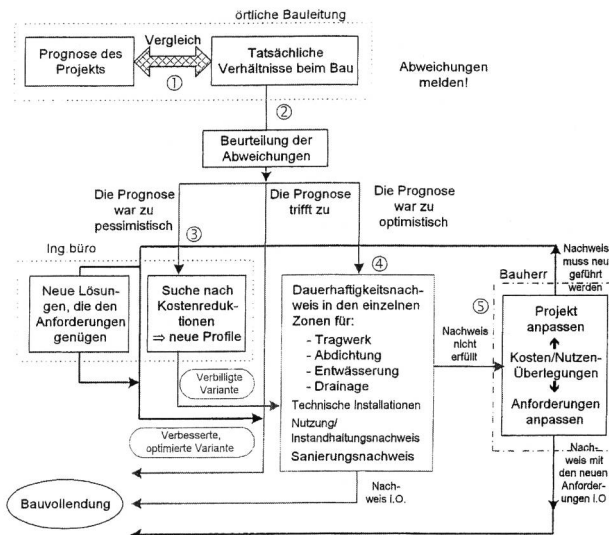 örtliche Bauleitung
Prognose des
Projekts
Vergleich
①
Tatsächliche
Verhältnisse beim Bau
Abweichungen
melden!
②
Beurteilung der
Abweichungen
Die Prognose
war zu
pessimistisch
Die Prognose
trifft zu
Die Prognose
war zu
optimistisch
③
Ing.büro
Neue Lösun-
gen, die den
Anforderungen
genügen
Suche nach
Kostenreduk-
tionen
⇒ neue Profile
④
Dauerhaftigkeitsnach-
weis in den einzelnen
Zonen für:
- Tragwerk
- Abdichtung
- Entwässerung
- Drainage
Technische Installationen
Nutzung/
Instandhaltungsnachweis
Sanierungsnachweis
Nachweis
nicht
erfüllt
Nachweis
muss neu
geführt
werden
Bauherr
⑤
Projekt
anpassen
Kosten/Nutzen-
Überlegungen
Anforderungen
anpassen
Verbilligte
Variante
Verbesserte,
optimierte Variante
Nach-
weis i.O.
Nach-
weis mit
den neuen
Anforder-
ungen i.O
Bauvollendung